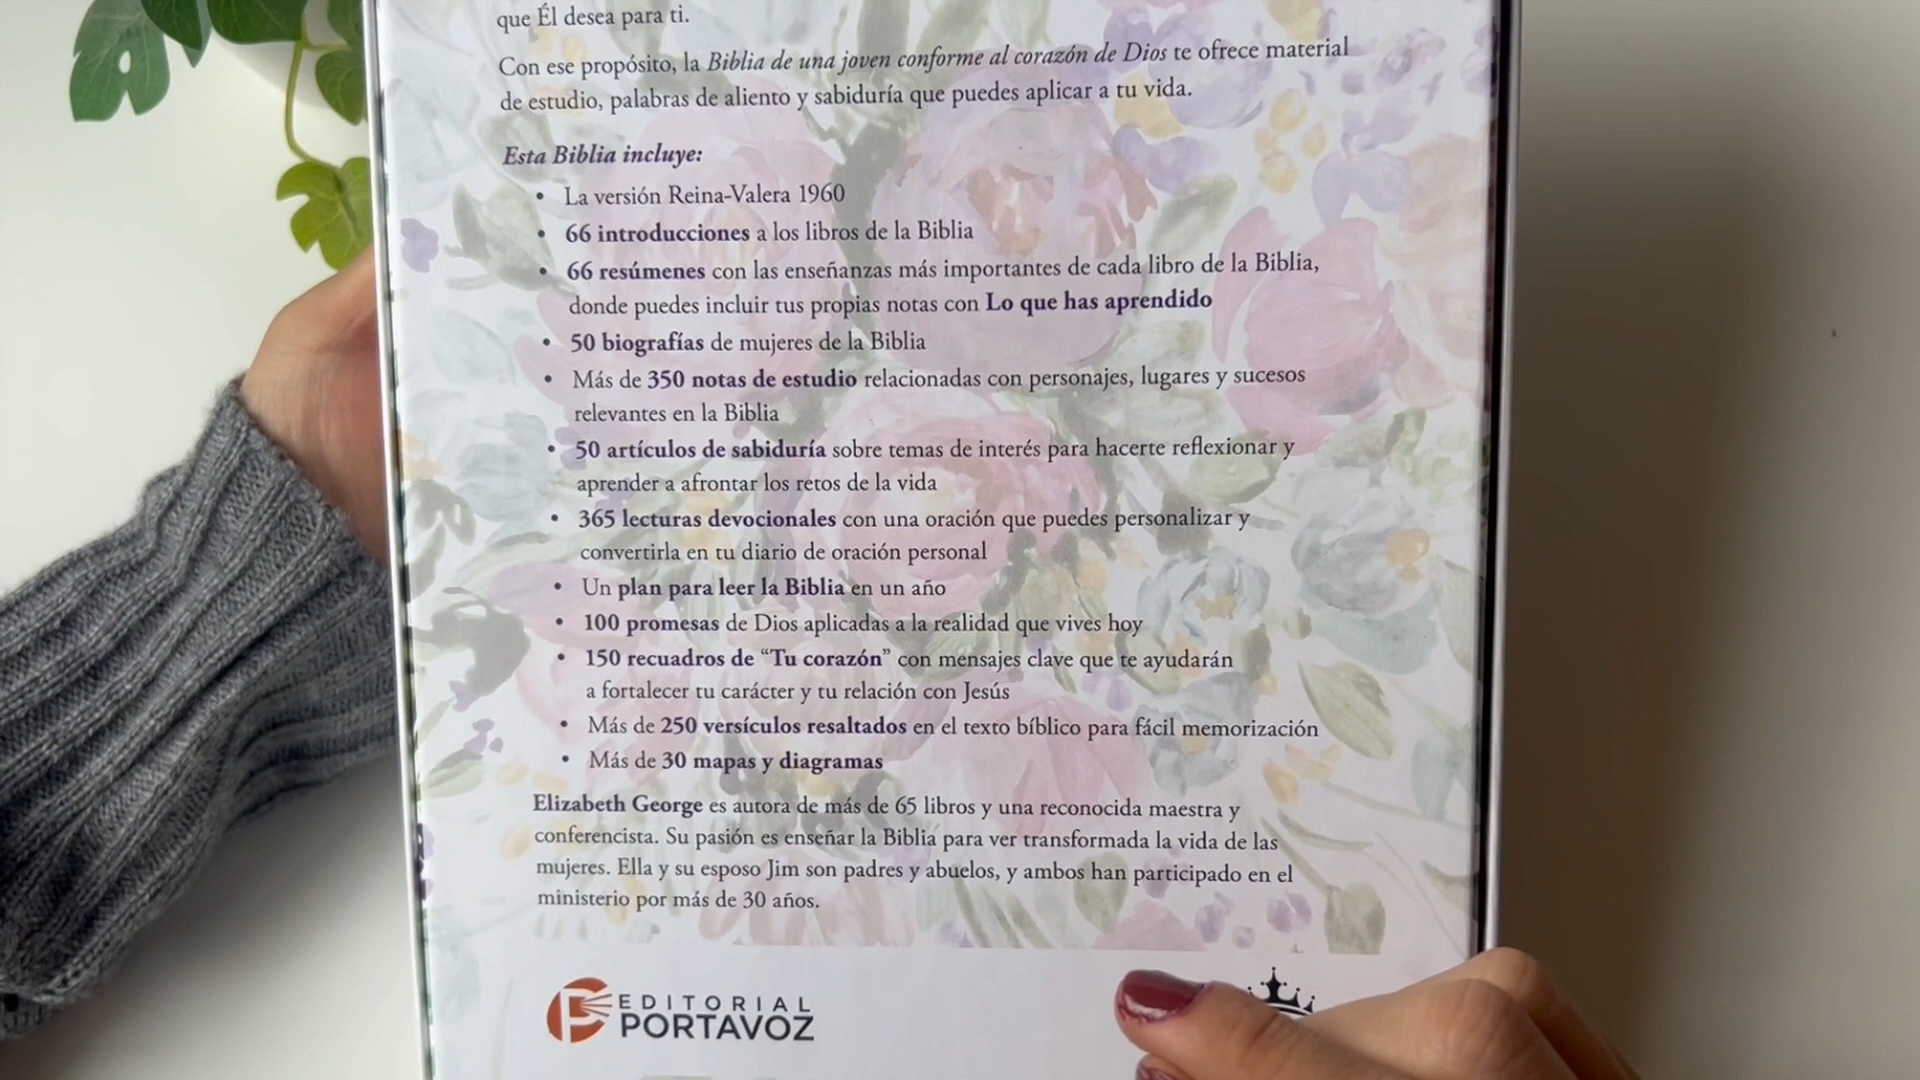 que Él desea para ti.
Con ese propósito, la Biblia de una joven conforme al corazón de Dios te ofrece material
de estudio, palabras de aliento y sabiduría que puedes aplicar a tu vida.
Esta Biblia incluye:
• La versión Reina-Valera 1960
• 66 introducciones a los libros de la Biblia
• 66 resúmenes con las enseñanzas más importantes de cada libro de la Biblia,
donde puedes incluir tus propias notas con Lo que has aprendido
• 50 biografías de mujeres de la Biblia
• Más de 350 notas de estudio relacionadas con personajes, lugares y sucesos
relevantes en la Biblia
• 50 artículos de sabiduría sobre temas de interés para hacerte reflexionar y
aprender a afrontar los retos de la vida
• 365 lecturas devocionales con una oración que puedes personalizar y
convertirla en tu diario de oración personal
• Un plan para leer la Biblia en un año
• 100 promesas de Dios aplicadas a la realidad que vives hoy
• 150 recuadros de “Tu corazón” con mensajes clave que te ayudarán
a fortalecer tu carácter y tu relación con Jesús
• Más de 250 versículos resaltados en el texto bíblico para fácil memorización
• Más de 30 mapas y diagramas
Elizabeth George es autora de más de 65 libros y una reconocida maestra y
conferencista. Su pasión es enseñar la Biblia para ver transformada la vida de las
mujeres. Ella y su esposo Jim son padres y abuelos, y ambos han participado en el
ministerio por más de 30 años.
EDITORIAL
PORTAVOZ